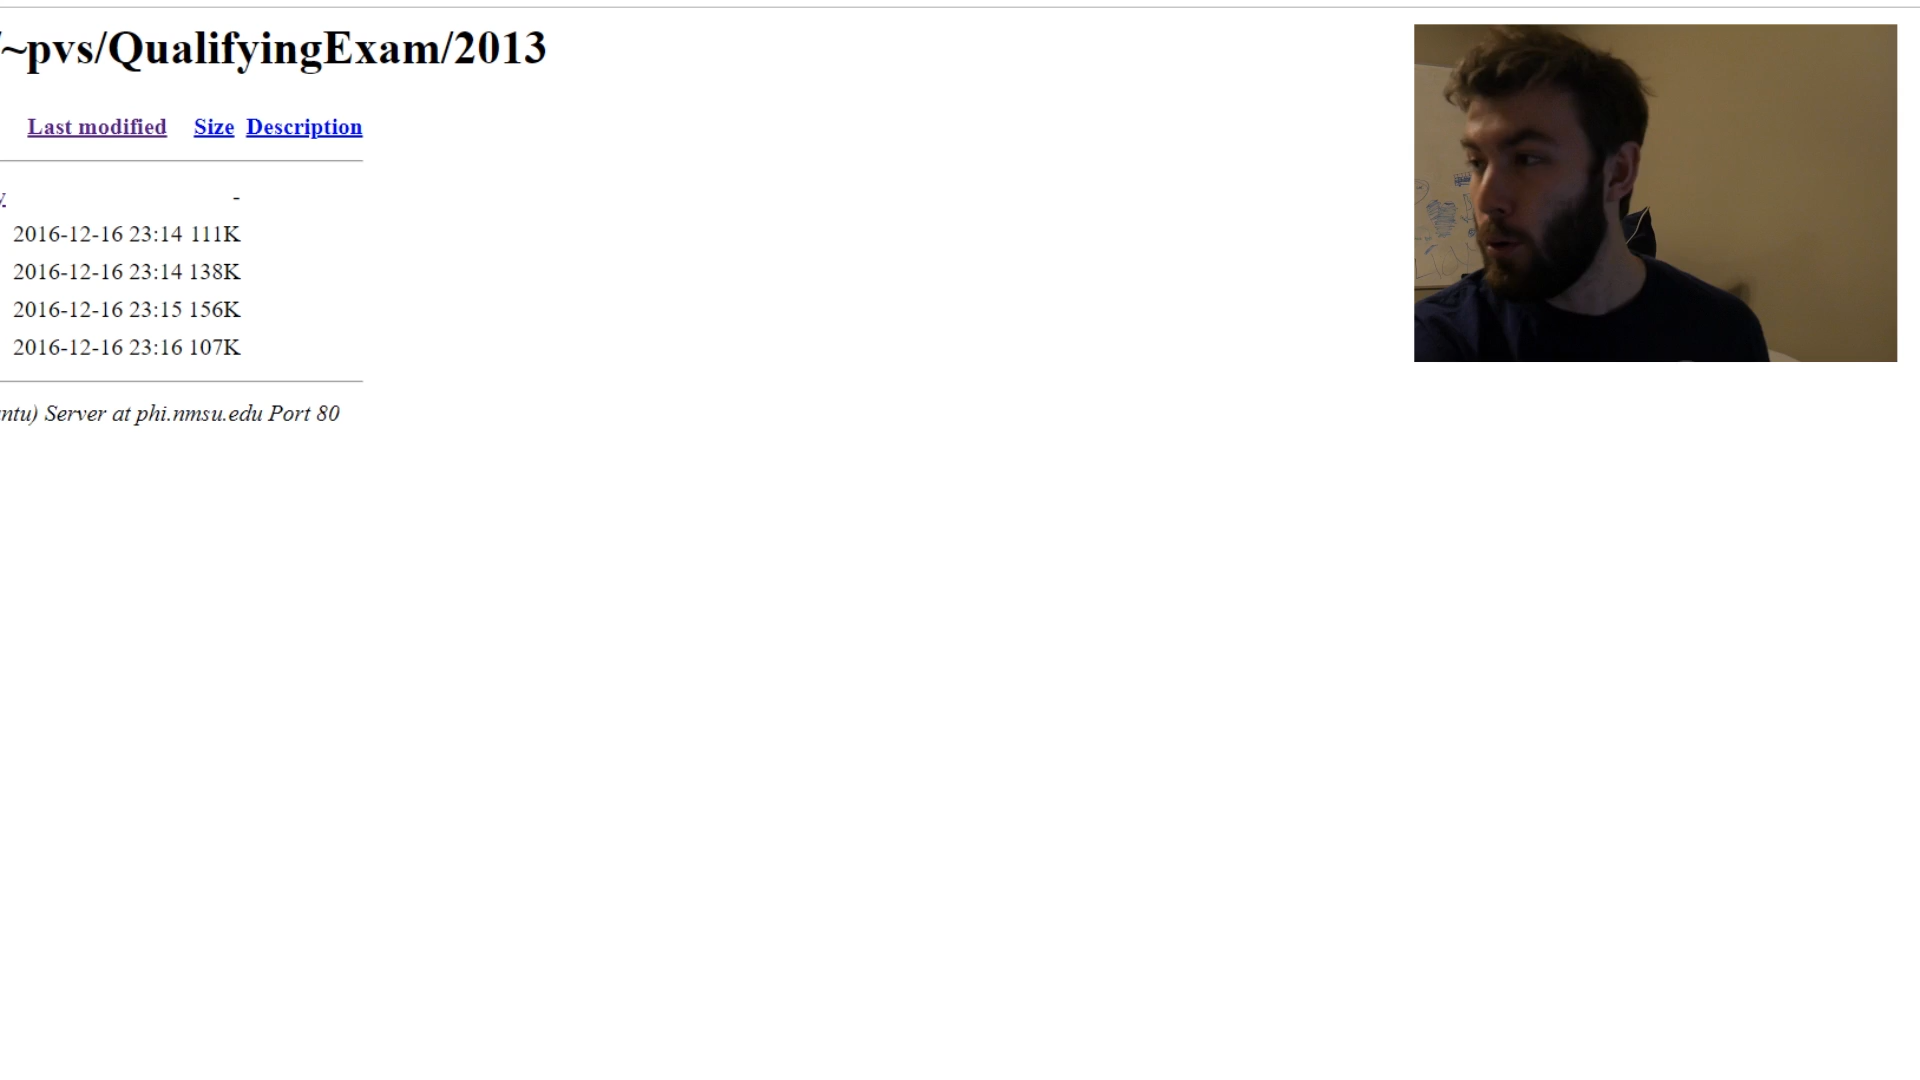 ~pvs/QualifyingExam/2013
Last modified Size Description
-
2016-12-16 23:14 111K
2016-12-16 23:14 138K
2016-12-16 23:15 156K
2016-12-16 23:16 107K
ntu) Server at phi.nmsu.edu Port 80